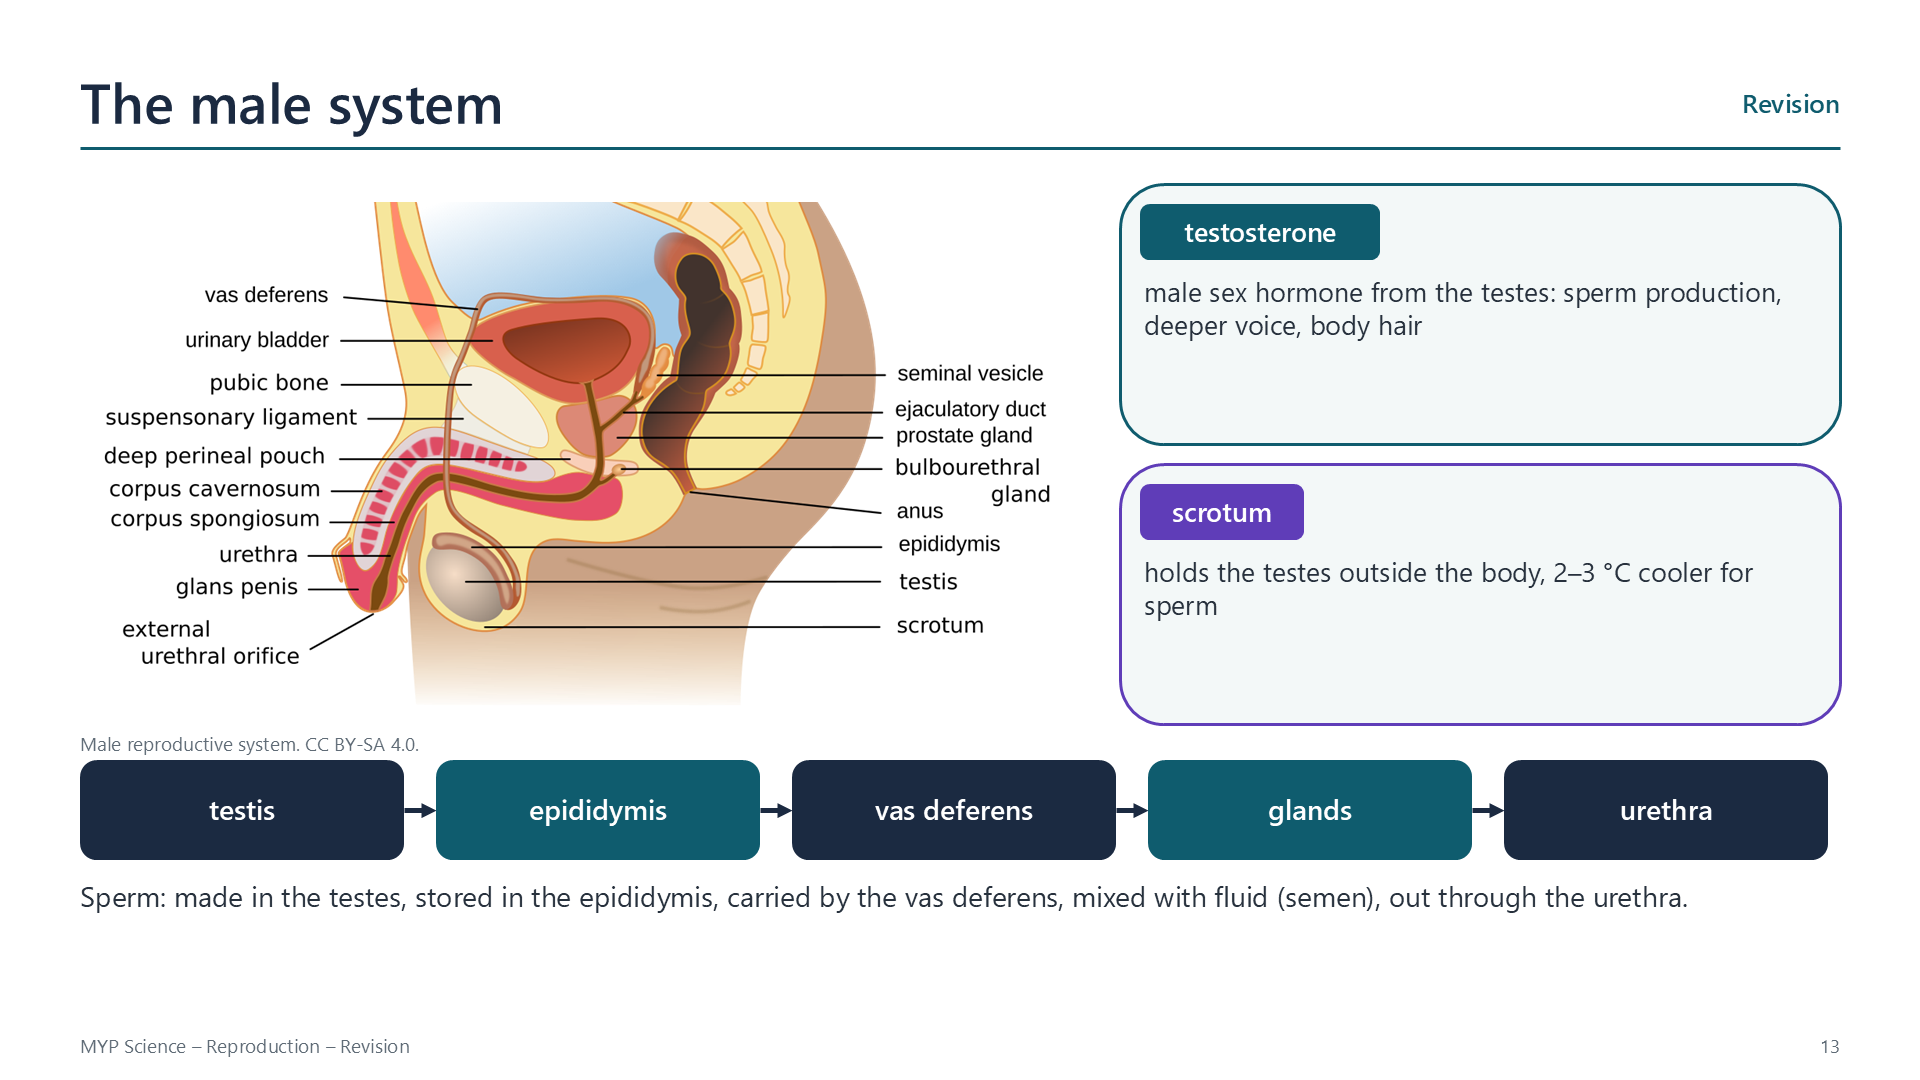 The male system
Revision
vas deferens
urinary bladder
pubic bone
suspensonary ligament
deep perineal pouch
corpus cavernosum
corpus spongiosum
urethra
glans penis
external
urethral orifice
seminal vesicle
ejaculatory duct
prostate gland
bulbourethral
gland
anus
epididymis
testis
scrotum
testosterone
male sex hormone from the testes: sperm production,
deeper voice, body hair
scrotum
holds the testes outside the body, 2–3 °C cooler for
sperm
Male reproductive system. CC BY-SA 4.0.
testis
epididymis
vas deferens
glands
urethra
Sperm: made in the testes, stored in the epididymis, carried by the vas deferens, mixed with fluid (semen), out through the urethra.
MYP Science – Reproduction – Revision
13